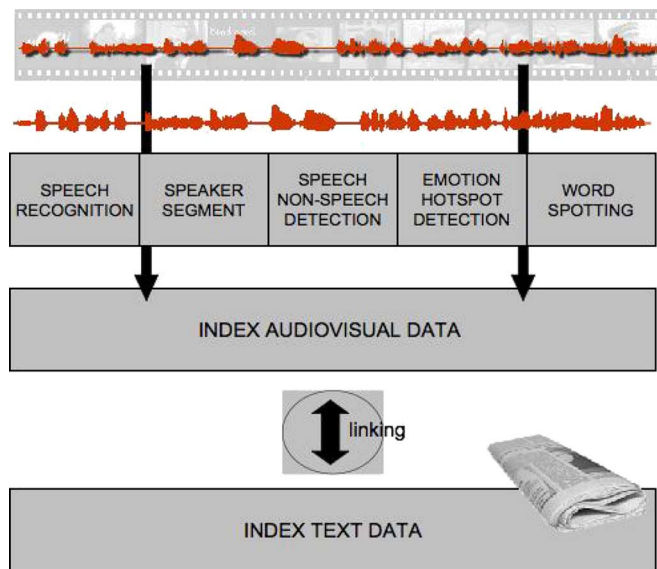 SPEECH
RECOGNITION
SPEAKER
SEGMENT
SPEECH
NON-SPEECH
DETECTION
EMOTION
HOTSPOT
DETECTION
WORD
SPOTTING
INDEX AUDIOVISUAL DATA
linking
INDEX TEXT DATA